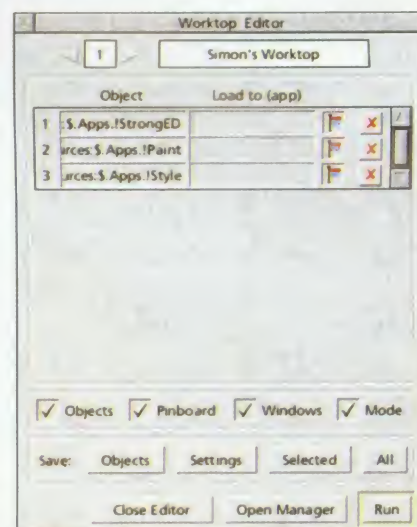 Worktop Editor
1 Simon's Worktop
Object Load to (app)
1 :$.Apps.!StrongED
2 urces:$.Apps.!Paint
3 urces:$.Apps.!Style
Objects Pinboard Windows Mode
Save: Objects Settings Selected All
Close Editor Open Manager Run